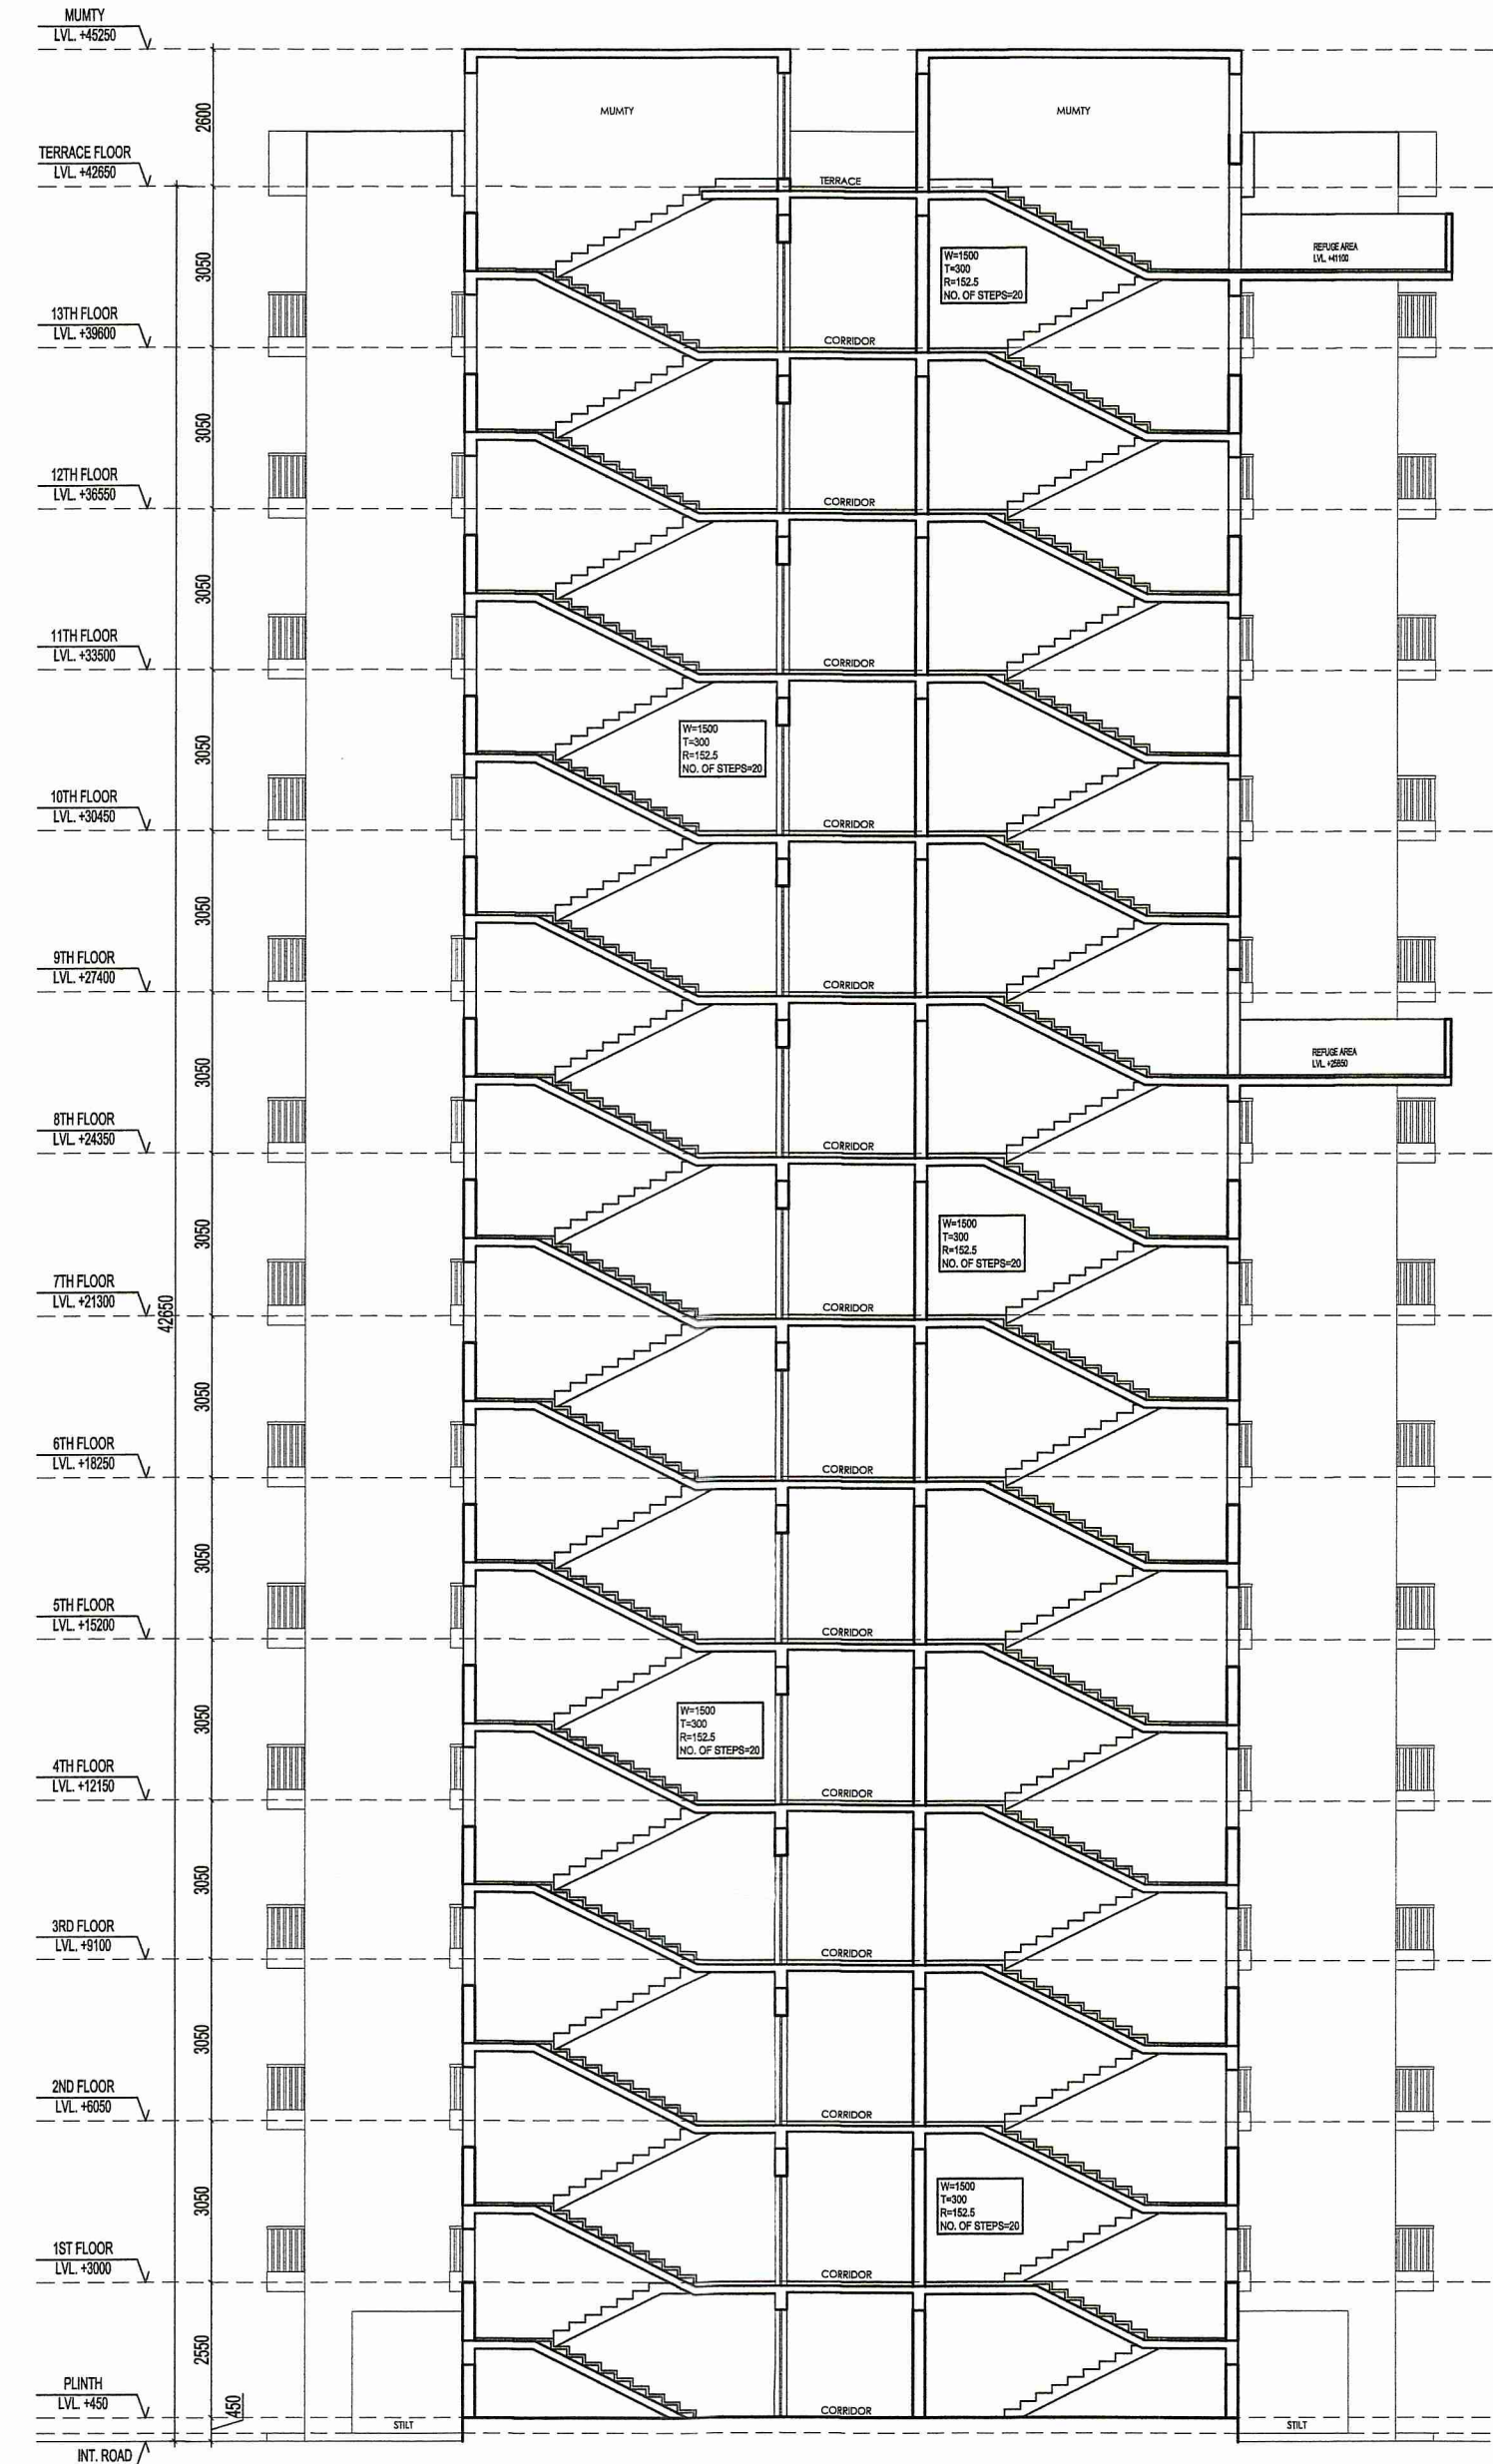 MUMTY
LVL. +45250
2600
MUMTY
MUMTY
TERRACE FLOOR
LVL. +42650
TERRACE
3050
W=1500
T=300
R=152.5
NO. OF STEPS=20
REFUGE AREA
LVL. +41100
13TH FLOOR
LVL. +39600
CORRIDOR
3050
12TH FLOOR
LVL. +36550
CORRIDOR
3050
11TH FLOOR
LVL. +33500
CORRIDOR
3050
W=1500
T=300
R=152.5
NO. OF STEPS=20
10TH FLOOR
LVL. +30450
CORRIDOR
3050
9TH FLOOR
LVL. +27400
CORRIDOR
3050
REFUGE AREA
LVL. +25850
8TH FLOOR
LVL. +24350
CORRIDOR
3050
W=1500
T=300
R=152.5
NO. OF STEPS=20
7TH FLOOR
LVL. +21300
CORRIDOR
42650
3050
6TH FLOOR
LVL. +18250
CORRIDOR
3050
5TH FLOOR
LVL. +15200
CORRIDOR
3050
W=1500
T=300
R=152.5
NO. OF STEPS=20
4TH FLOOR
LVL. +12150
CORRIDOR
3050
3RD FLOOR
LVL. +9100
CORRIDOR
3050
2ND FLOOR
LVL. +6050
CORRIDOR
3050
W=1500
T=300
R=152.5
NO. OF STEPS=20
1ST FLOOR
LVL. +3000
CORRIDOR
2550
PLINTH
LVL. +450
450
CORRIDOR
STILT
STILT
INT. ROAD